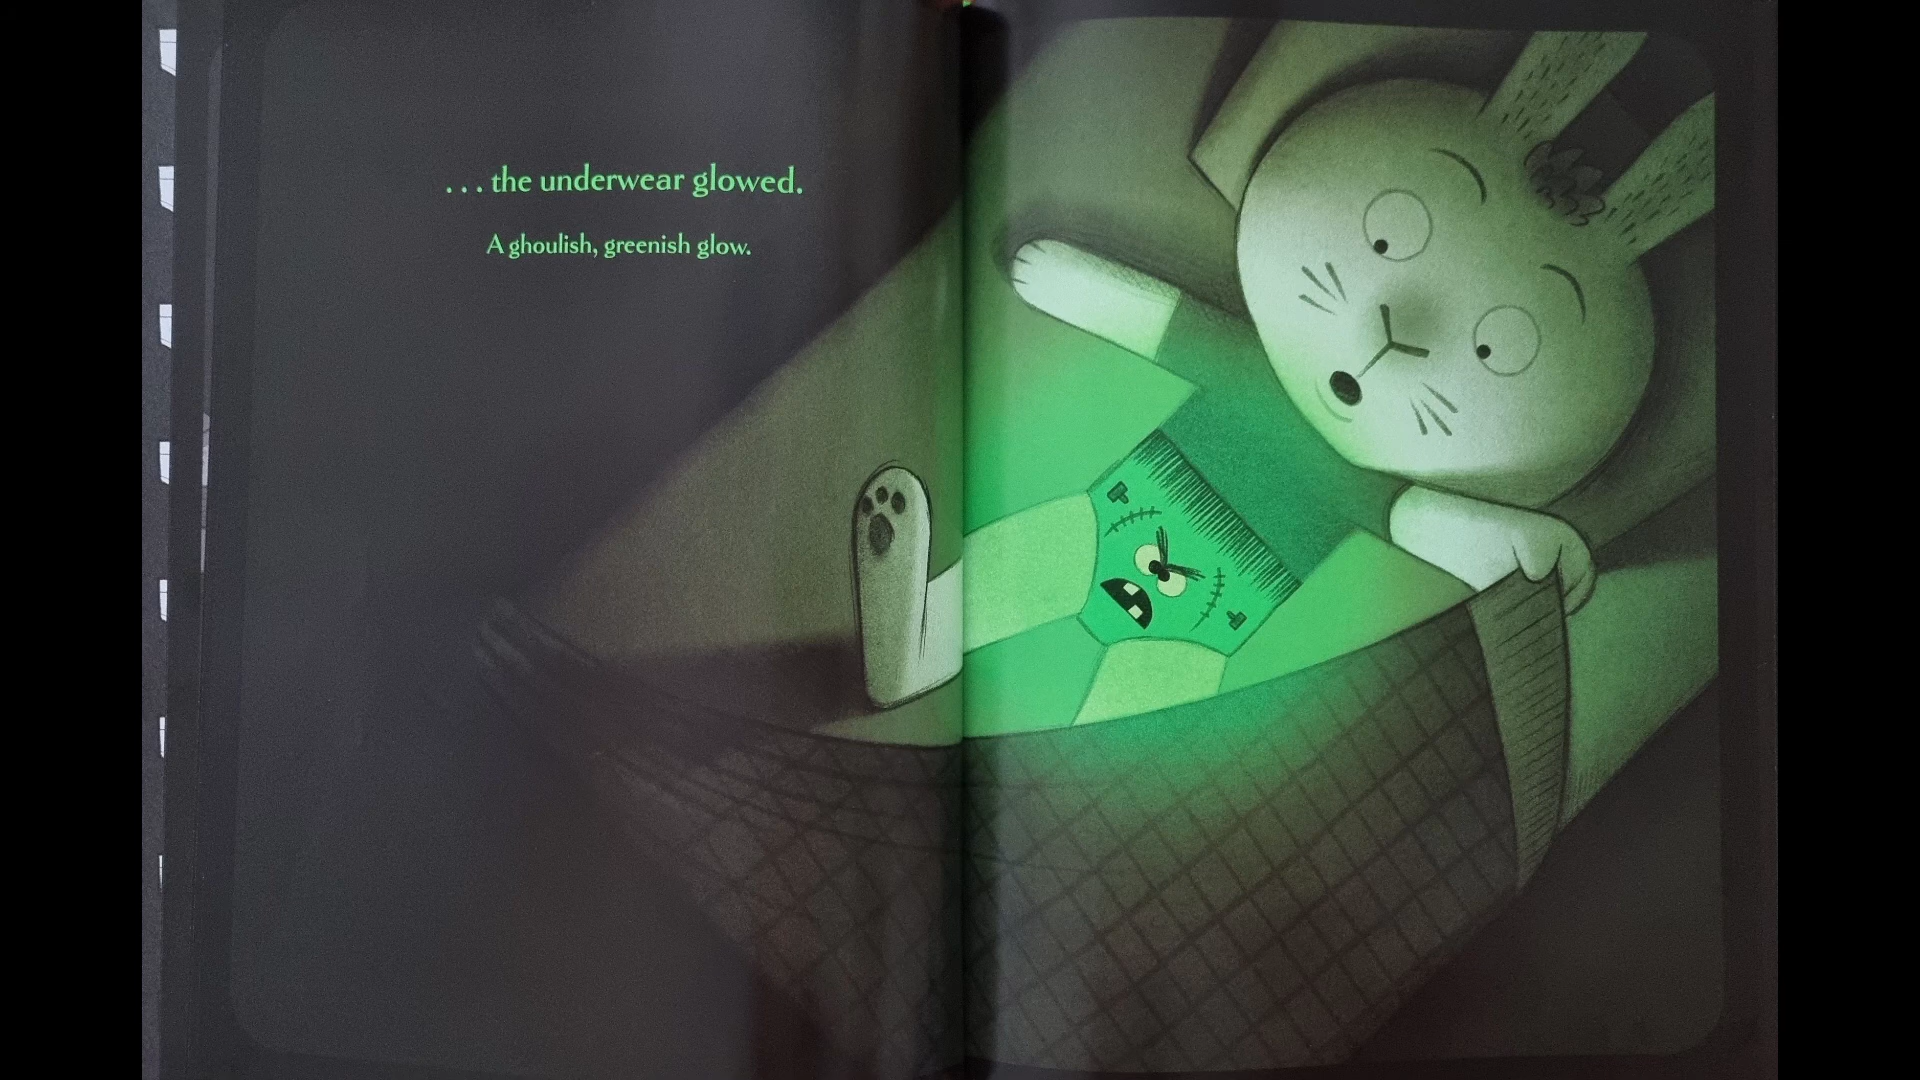 . . . the underwear glowed.
A ghoulish, greenish glow.